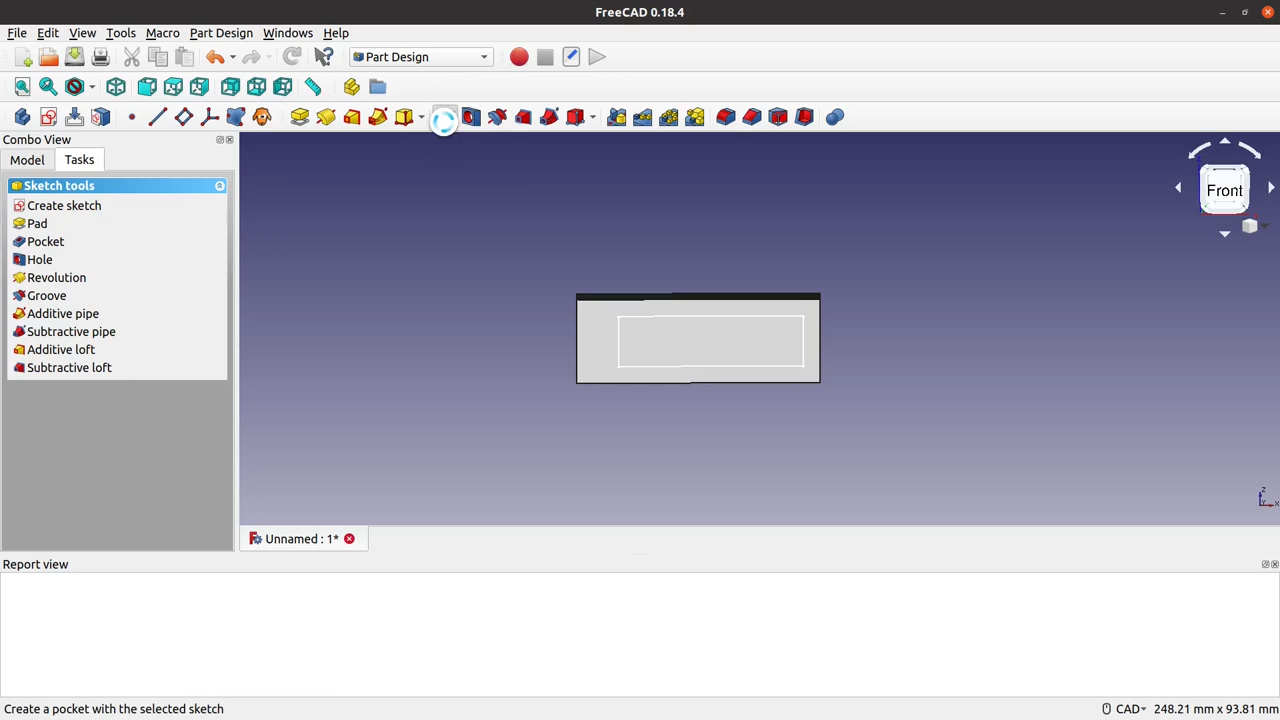 FreeCAD 0.18.4
File Edit View Tools Macro Part Design Windows Help
Part Design
Combo View
Model Tasks
Sketch tools
Create sketch
Pad
Pocket
Hole
Revolution
Groove
Additive pipe
Subtractive pipe
Additive loft
Subtractive loft
Front
Z
X
Unnamed : 1*
Report view
Create a pocket with the selected sketch
CAD 248.21 mm x 93.81 mm